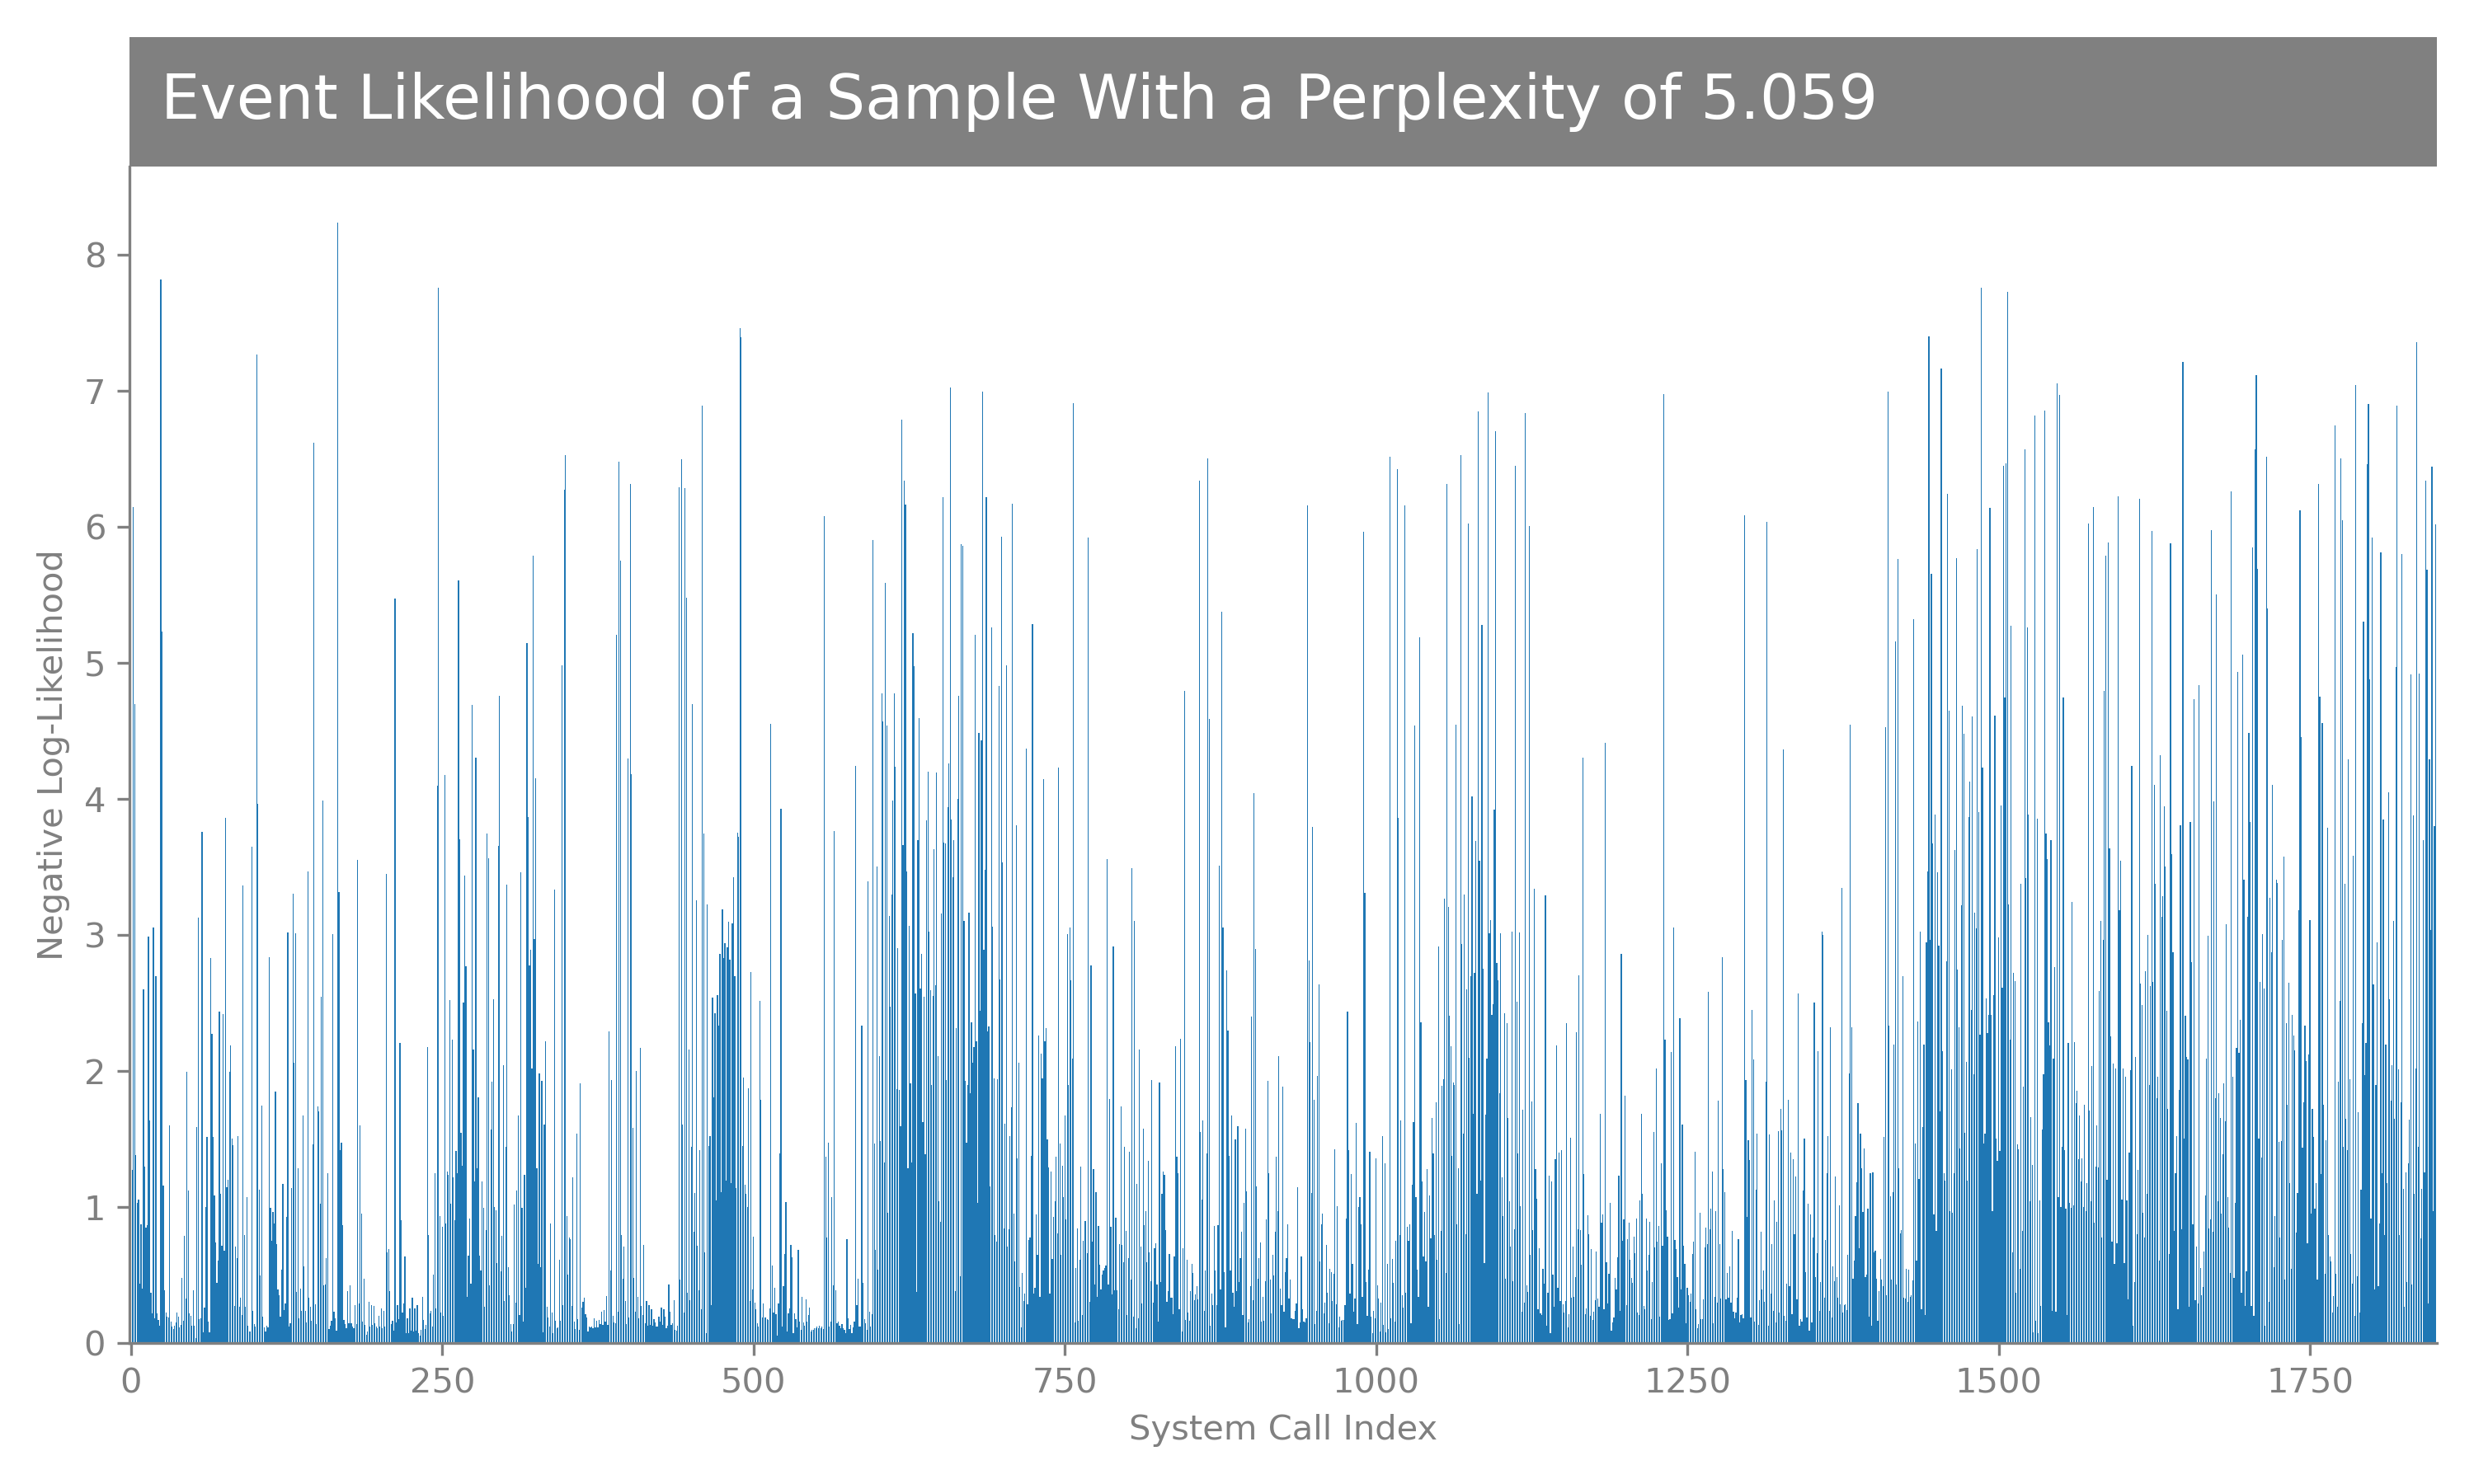 Event Likelihood of a Sample With a Perplexity of 5.059
8
7
6
5
4
3
2
1
0
Negative Log-Likelihood
0 250 500 750 1000 1250 1500 1750
System Call Index